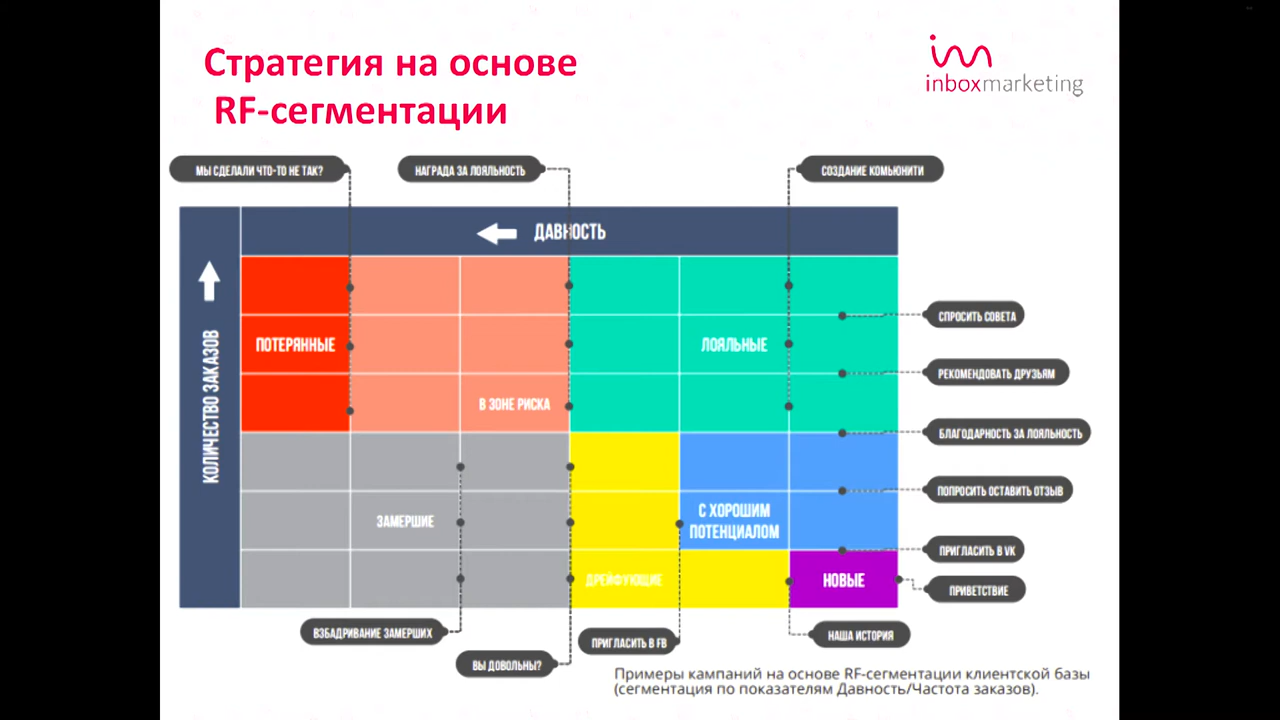 Стратегия на основе
RF-сегментации
inboxmarketing
МЫ СДЕЛАЛИ ЧТО-ТО НЕ ТАК?
НАГРАДА ЗА ЛОЯЛЬНОСТЬ
СОЗДАНИЕ КОМЬЮНИТИ
ДАВНОСТЬ
КОЛИЧЕСТВО ЗАКАЗОВ
СПРОСИТЬ СОВЕТА
ПОТЕРЯННЫЕ
ЛОЯЛЬНЫЕ
РЕКОМЕНДОВАТЬ ДРУЗЬЯМ
В ЗОНЕ РИСКА
БЛАГОДАРНОСТЬ ЗА ЛОЯЛЬНОСТЬ
ПОПРОСИТЬ ОСТАВИТЬ ОТЗЫВ
ЗАМЕРШИЕ
С ХОРОШИМ
ПОТЕНЦИАЛОМ
ПРИГЛАСИТЬ В VK
ДРЕЙФУЮЩИЕ
НОВЫЕ
ПРИВЕТСТВИЕ
ВЗБАДРИВАНИЕ ЗАМЕРШИХ
ПРИГЛАСИТЬ В FB
НАША ИСТОРИЯ
ВЫ ДОВОЛЬНЫ?
Примеры кампаний на основе RF-сегментации клиентской базы
(сегментация по показателям Давность/Частота заказов).